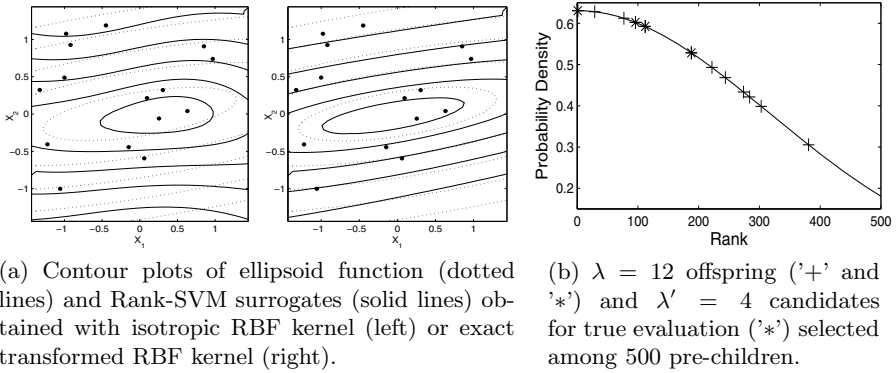 1
0.5
0
−0.5
−1
X2
−1 −0.5 0 0.5 1
X1
1
0.5
0
−0.5
−1
X2
−1 −0.5 0 0.5 1
X1
0.6
0.5
0.4
0.3
0.2
Probability Density
0 100 200 300 400 500
Rank
(a) Contour plots of ellipsoid function (dotted
lines) and Rank-SVM surrogates (solid lines) ob-
tained with isotropic RBF kernel (left) or exact
transformed RBF kernel (right).
(b) λ = 12 offspring ('+' and
'*') and λ′ = 4 candidates
for true evaluation ('*') selected
among 500 pre-children.